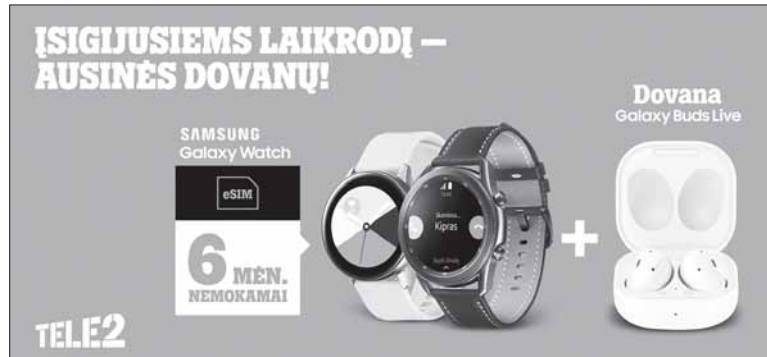 ĮSIGIJUSIEMS LAIKRODĮ –
AUSINĖS DOVANŲ!
Dovana
Galaxy Buds Live
SAMSUNG
Galaxy Watch
eSIM
6 MĖN.
NEMOKAMAI
Kipras
TELE2